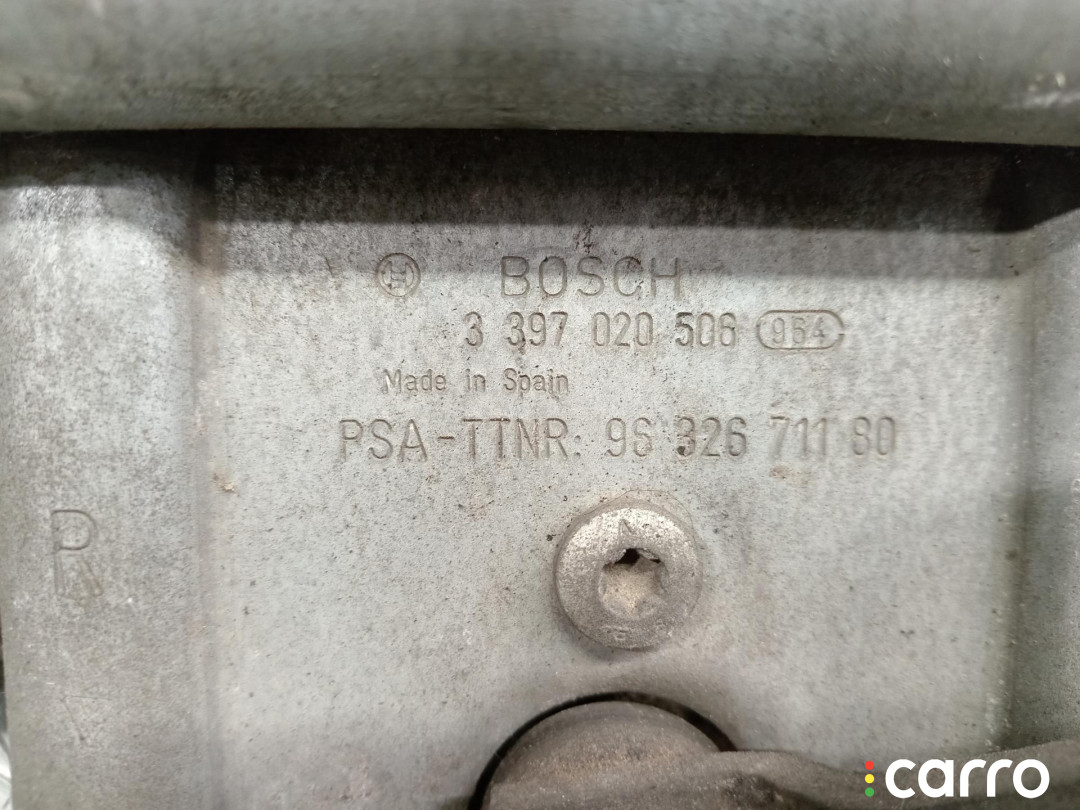 BOSCH
3 397 020 506 964
Made in Spain
PSA-TTNR. 96 326 711 80
R
carro